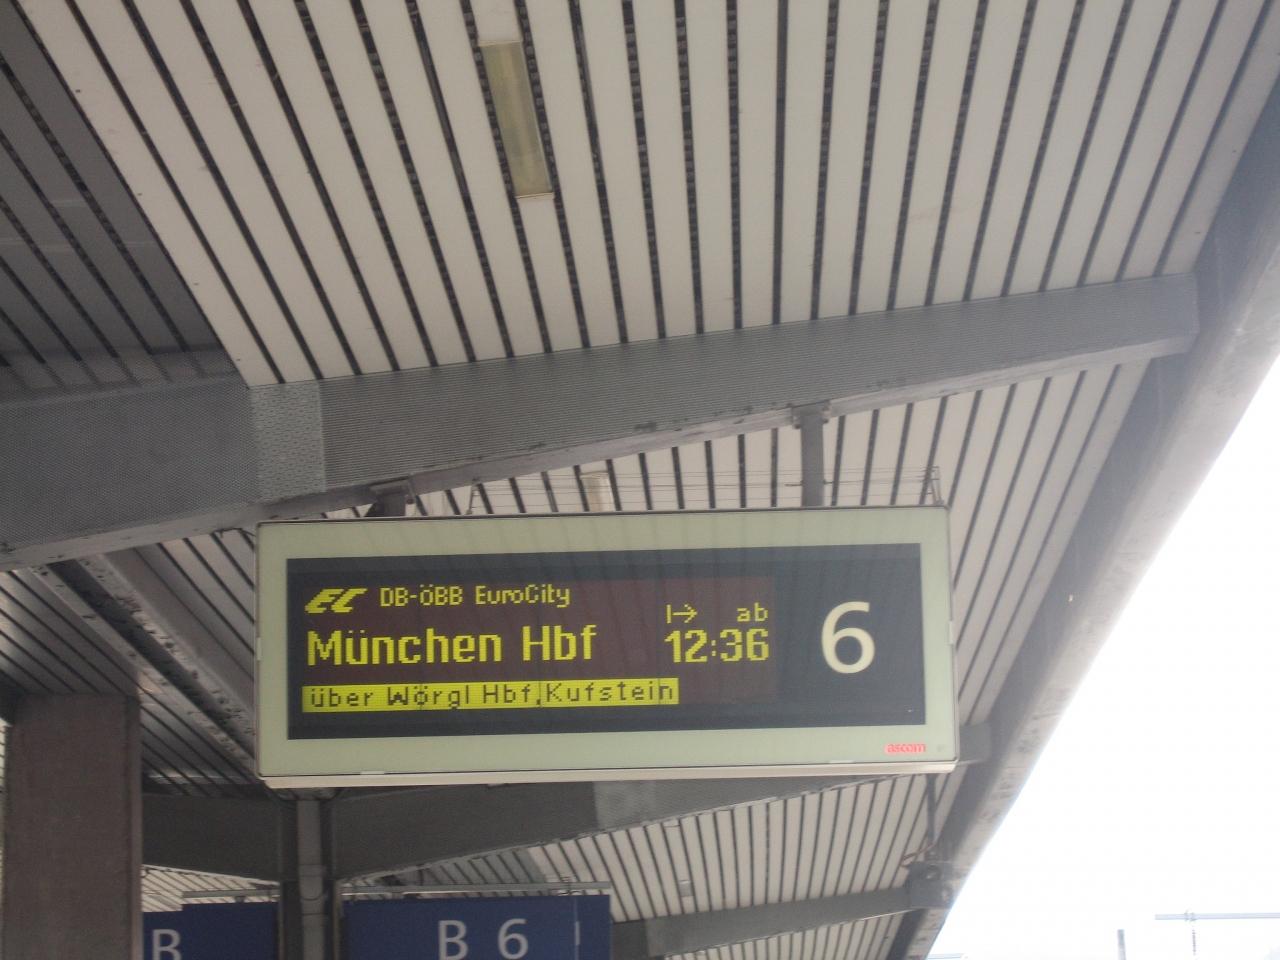 EC DB-ÖBB EuroCity
München Hbf
ab
12:36
6
über Wörgl Hbf,Kufstein
ascom
B
B 6